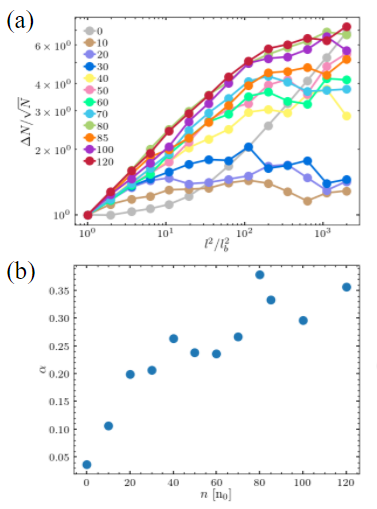 (a)
ΔN/√N
6 × 10⁰
4 × 10⁰
3 × 10⁰
2 × 10⁰
10⁰
0
10
20
30
40
50
60
70
80
85
100
120
10⁰ 10¹ 10² 10³
l²/l_b²
(b)
α
0.35
0.30
0.25
0.20
0.15
0.10
0.05
0 20 40 60 80 100 120
n [n₀]